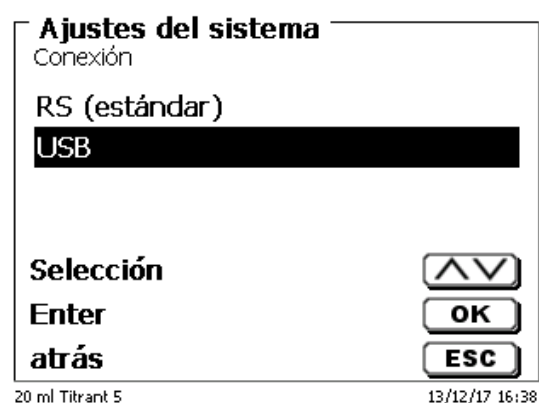 Ajustes del sistema
Conexión
RS (estándar)
USB
Selección
Enter OK
atrás ESC
20 ml Titrant 5 13/12/17 16:38